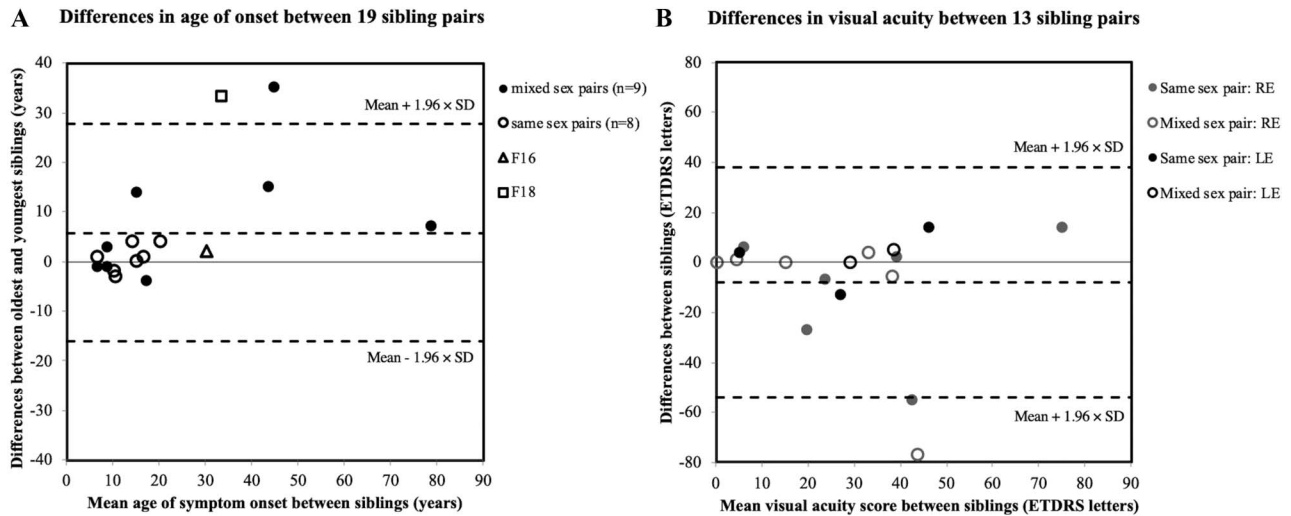 A Differences in age of onset between 19 sibling pairs
Differences between oldest and youngest siblings (years)
40
30
20
10
0
-10
-20
-30
-40
Mean + 1.96 × SD
Mean - 1.96 × SD
0 10 20 30 40 50 60 70 80 90
Mean age of symptom onset between siblings (years)
mixed sex pairs (n=9)
same sex pairs (n=8)
F16
F18
B Differences in visual acuity between 13 sibling pairs
Differences between siblings (ETDRS letters)
80
60
40
20
0
-20
-40
-60
-80
Mean + 1.96 × SD
Mean + 1.96 × SD
0 10 20 30 40 50 60 70 80 90
Mean visual acuity score between siblings (ETDRS letters)
Same sex pair: RE
Mixed sex pair: RE
Same sex pair: LE
Mixed sex pair: LE